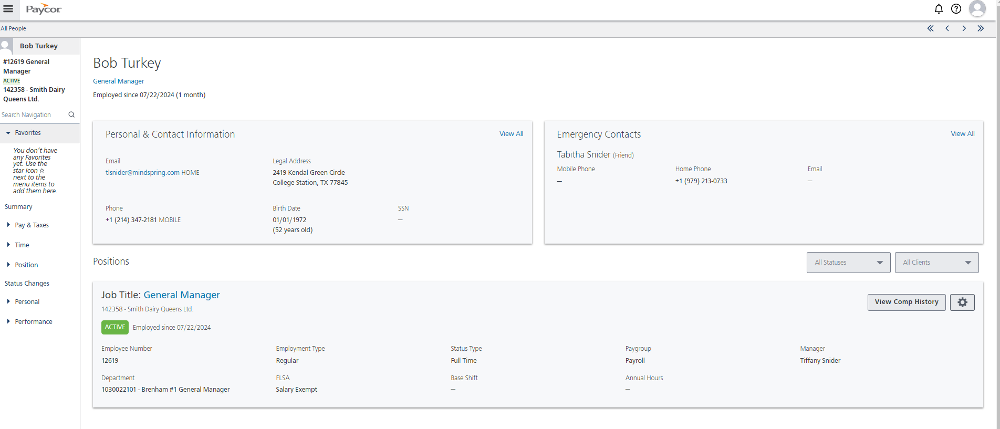 Paycor
All People
Bob Turkey
#12619 General
Manager
ACTIVE
142358 - Smith Dairy
Queens Ltd.
Search Navigation
Favorites
You don't have
any Favorites
yet. Use the
star icon ☆
next to the
menu items to
add them here.
Summary
Pay & Taxes
Time
Position
Status Changes
Personal
Performance
Bob Turkey
General Manager
Employed since 07/22/2024 (1 month)
Personal & Contact Information
View All
Email
tlsnider@mindspring.com HOME
Legal Address
2419 Kendal Green Circle
College Station, TX 77845
Phone
+1 (214) 347-2181 MOBILE
Birth Date
01/01/1972
(52 years old)
SSN
—
Emergency Contacts
View All
Tabitha Snider (Friend)
Mobile Phone
—
Home Phone
+1 (979) 213-0733
Email
—
Positions
All Statuses
All Clients
Job Title: General Manager
142358 - Smith Dairy Queens Ltd.
View Comp History
ACTIVE Employed since 07/22/2024
Employee Number
12619
Employment Type
Regular
Status Type
Full Time
Paygroup
Payroll
Manager
Tiffany Snider
Department
1030022101 - Brenham #1 General Manager
FLSA
Salary Exempt
Base Shift
—
Annual Hours
—